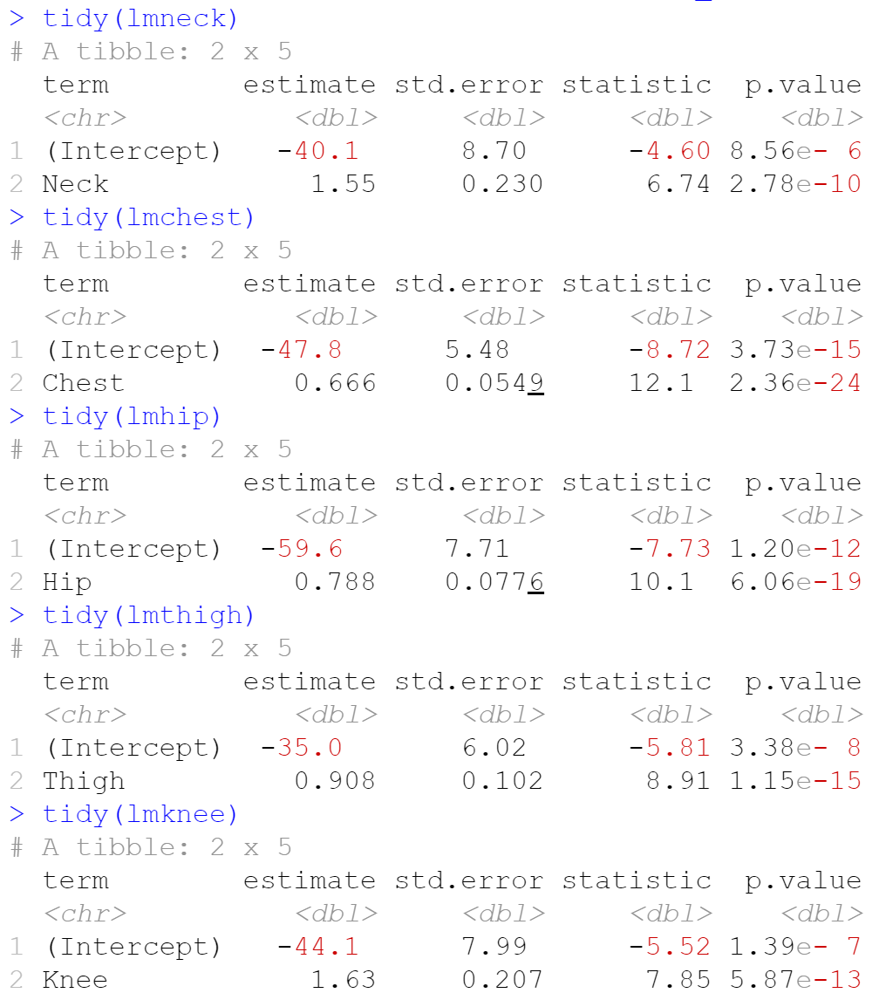 > tidy(lmneck)
# A tibble: 2 x 5
  term        estimate std.error statistic  p.value
  <chr>          <dbl>     <dbl>     <dbl>    <dbl>
1 (Intercept)   -40.1      8.70      -4.60 8.56e- 6
2 Neck            1.55     0.230      6.74 2.78e-10
> tidy(lmchest)
# A tibble: 2 x 5
  term        estimate std.error statistic  p.value
  <chr>          <dbl>     <dbl>     <dbl>    <dbl>
1 (Intercept)  -47.8      5.48       -8.72 3.73e-15
2 Chest          0.666    0.0549     12.1  2.36e-24
> tidy(lmhip)
# A tibble: 2 x 5
  term        estimate std.error statistic  p.value
  <chr>          <dbl>     <dbl>     <dbl>    <dbl>
1 (Intercept)  -59.6      7.71       -7.73 1.20e-12
2 Hip            0.788    0.0776     10.1  6.06e-19
> tidy(lmthigh)
# A tibble: 2 x 5
  term        estimate std.error statistic  p.value
  <chr>          <dbl>     <dbl>     <dbl>    <dbl>
1 (Intercept)  -35.0       6.02      -5.81 3.38e- 8
2 Thigh          0.908     0.102      8.91 1.15e-15
> tidy(lmknee)
# A tibble: 2 x 5
  term        estimate std.error statistic  p.value
  <chr>          <dbl>     <dbl>     <dbl>    <dbl>
1 (Intercept)   -44.1      7.99      -5.52 1.39e- 7
2 Knee            1.63     0.207      7.85 5.87e-13